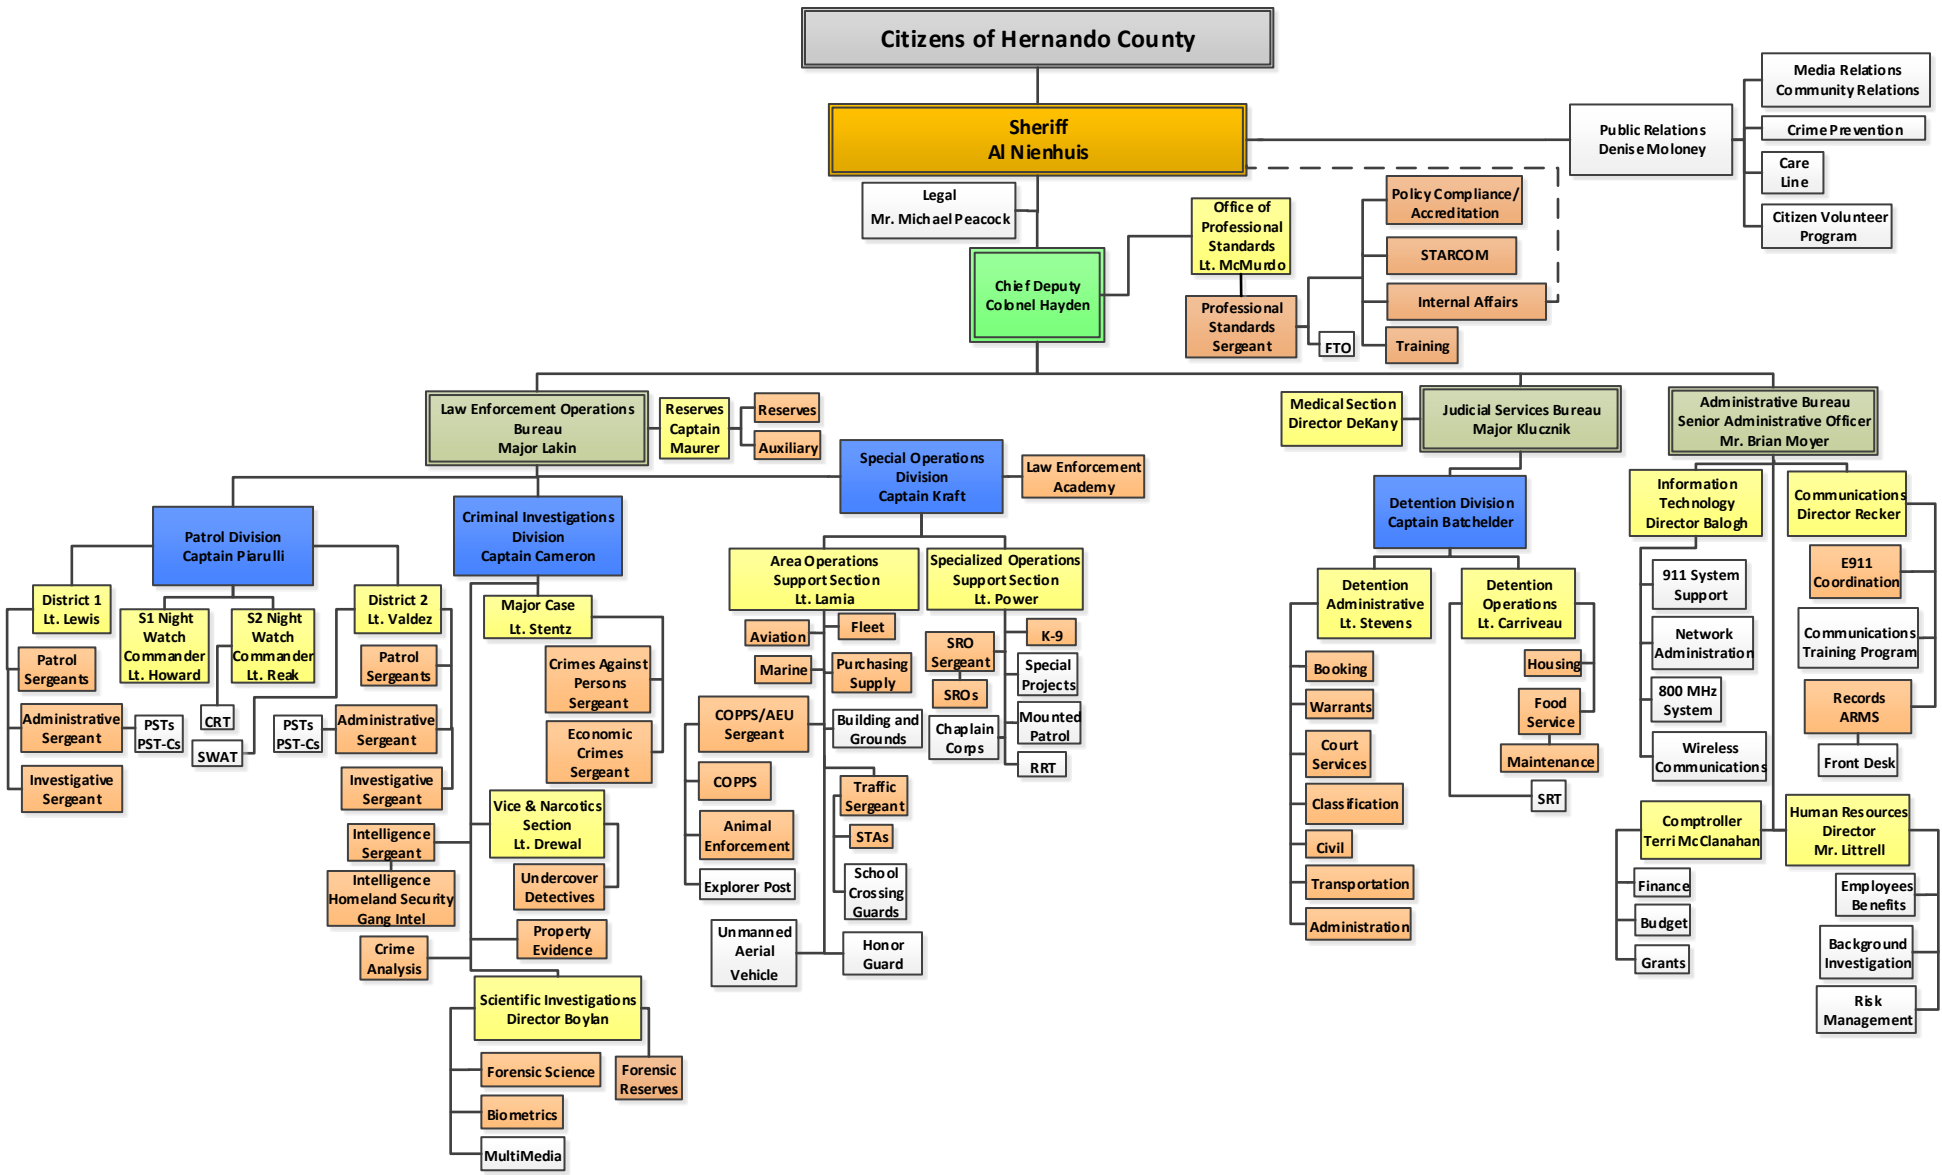 Citizens of Hernando County
Sheriff
Al Nienhuis
Public Relations
Denise Moloney
Media Relations
Community Relations
Crime Prevention
Care
Line
Citizen Volunteer
Program
Legal
Mr. Michael Peacock
Chief Deputy
Colonel Hayden
Office of
Professional
Standards
Lt. McMurdo
Professional
Standards
Sergeant
FTO
Policy Compliance/
Accreditation
STARCOM
Internal Affairs
Training
Law Enforcement Operations
Bureau
Major Lakin
Reserves
Captain
Maurer
Reserves
Auxiliary
Medical Section
Director DeKany
Judicial Services Bureau
Major Klucznik
Administrative Bureau
Senior Administrative Officer
Mr. Brian Moyer
Special Operations
Division
Captain Kraft
Law Enforcement
Academy
Patrol Division
Captain Piarulli
Criminal Investigations
Division
Captain Cameron
District 1
Lt. Lewis
S1 Night
Watch
Commander
Lt. Howard
S2 Night
Watch
Commander
Lt. Reak
District 2
Lt. Valdez
Patrol
Sergeants
Administrative
Sergeant
PSTs
PST-Cs
Investigative
Sergeant
CRT
SWAT
Patrol
Sergeants
PSTs
PST-Cs
Administrative
Sergeant
Investigative
Sergeant
Major Case
Lt. Stentz
Crimes Against
Persons
Sergeant
Economic
Crimes
Sergeant
Vice & Narcotics
Section
Lt. Drewal
Undercover
Detectives
Intelligence
Sergeant
Intelligence
Homeland Security
Gang Intel
Property
Evidence
Crime
Analysis
Scientific Investigations
Director Boylan
Forensic Science
Biometrics
MultiMedia
Forensic
Reserves
Area Operations
Support Section
Lt. Lamia
Aviation
Fleet
Marine
Purchasing
Supply
COPPS/AEU
Sergeant
Building and
Grounds
COPPS
Animal
Enforcement
Explorer Post
Traffic
Sergeant
STAs
School
Crossing
Guards
Unmanned
Aerial
Vehicle
Honor
Guard
Specialized Operations
Support Section
Lt. Power
K-9
SRO
Sergeant
SROs
Special
Projects
Chaplain
Corps
Mounted
Patrol
RRT
Detention Division
Captain Batchelder
Detention
Administrative
Lt. Stevens
Booking
Warrants
Court
Services
Classification
Civil
Transportation
Administration
Detention
Operations
Lt. Carriveau
Housing
Food
Service
Maintenance
SRT
Information
Technology
Director Balogh
911 System
Support
Network
Administration
800 MHz
System
Wireless
Communications
Communications
Director Recker
E911
Coordination
Communications
Training Program
Records
ARMS
Front Desk
Comptroller
Terri McClanahan
Finance
Budget
Grants
Human Resources
Director
Mr. Littrell
Employees
Benefits
Background
Investigation
Risk
Management